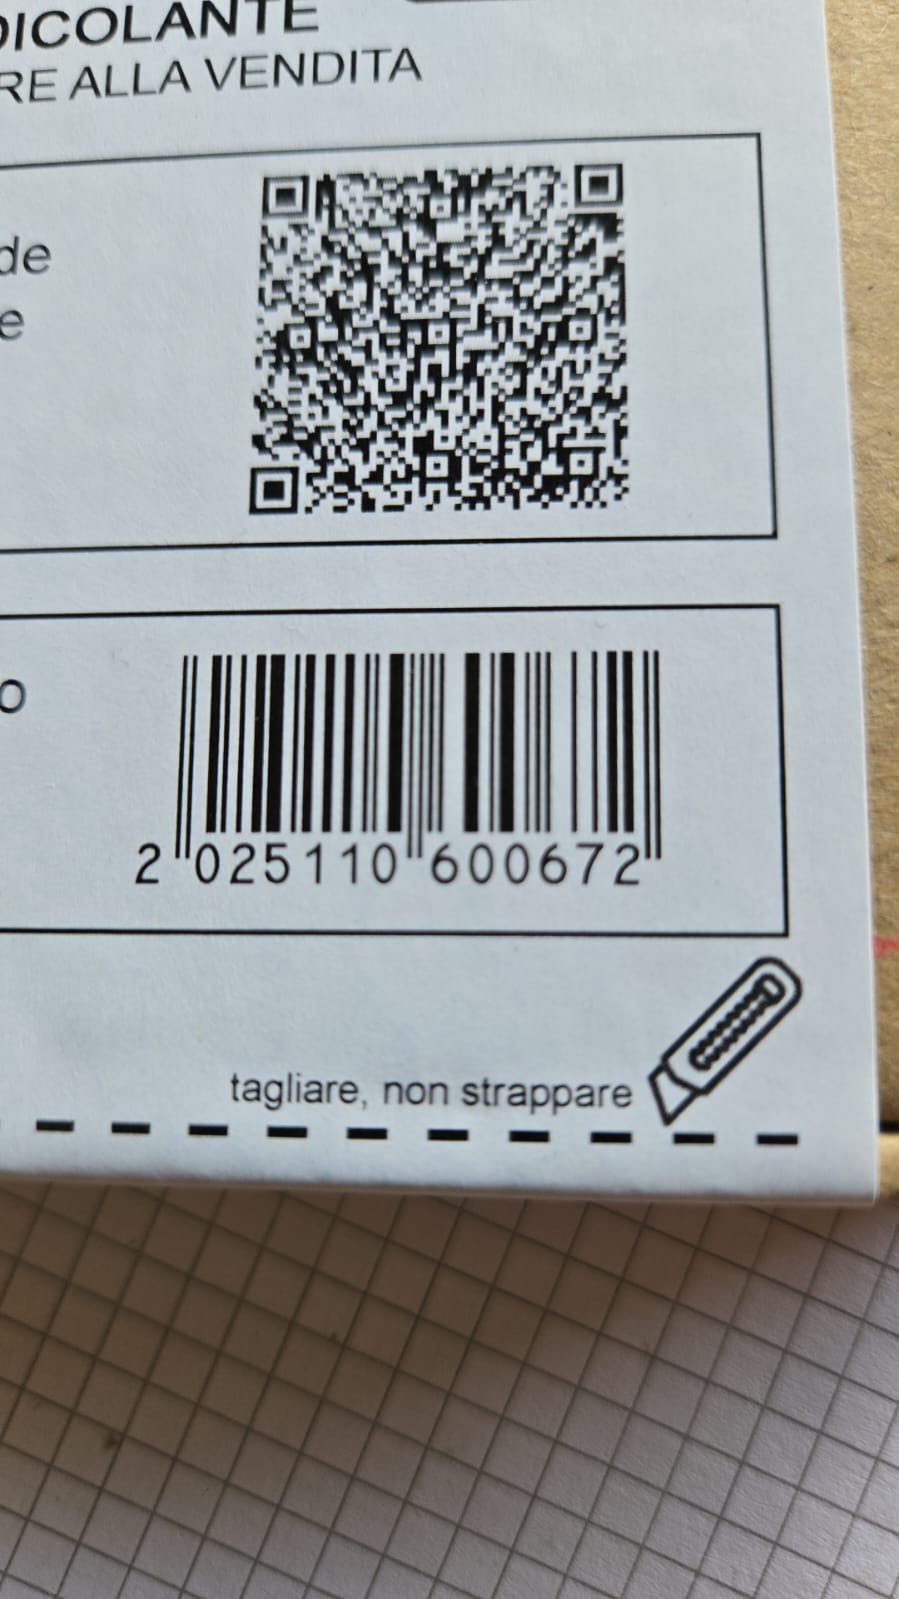 DICOLANTE
RE ALLA VENDITA
de
e
o
2 025110 600672
tagliare, non strappare